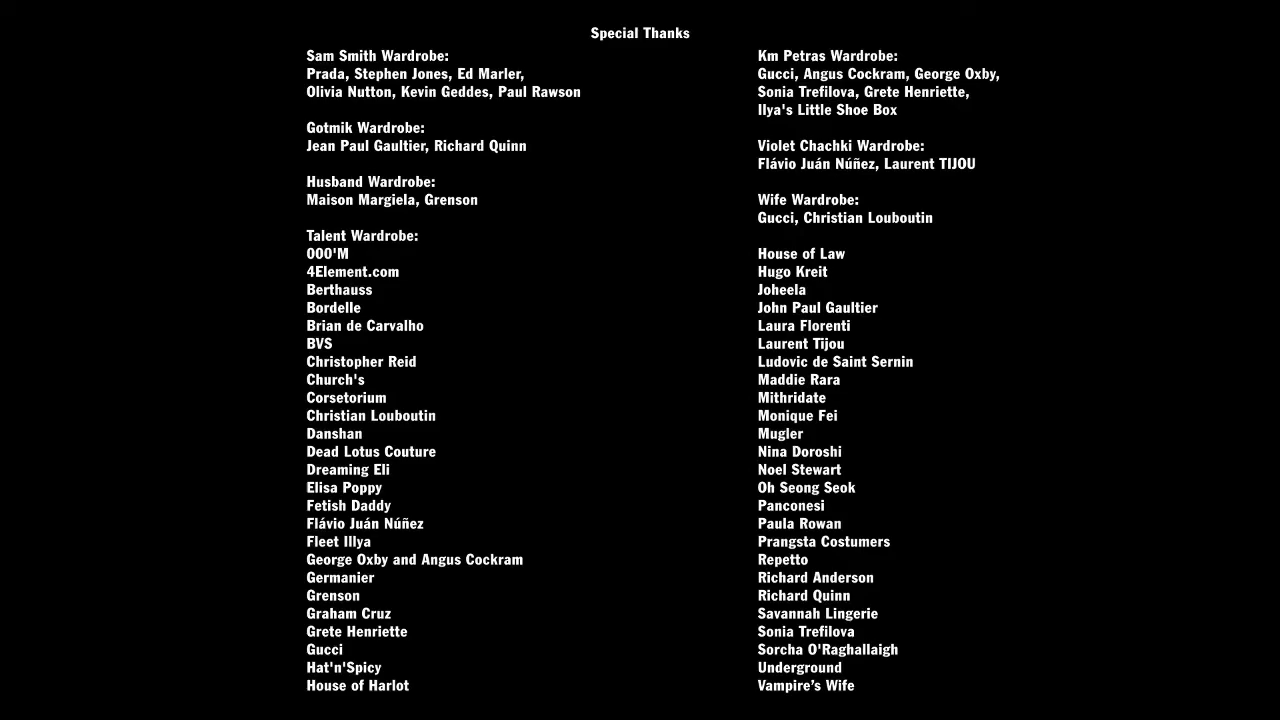 Special Thanks
Sam Smith Wardrobe:
Prada, Stephen Jones, Ed Marler,
Olivia Nutton, Kevin Geddes, Paul Rawson
Gotmik Wardrobe:
Jean Paul Gaultier, Richard Quinn
Husband Wardrobe:
Maison Margiela, Grenson
Talent Wardrobe:
OOO'M
4Element.com
Berthauss
Bordelle
Brian de Carvalho
BVS
Christopher Reid
Church's
Corsetorium
Christian Louboutin
Danshan
Dead Lotus Couture
Dreaming Eli
Elisa Poppy
Fetish Daddy
Flávio Juán Núñez
Fleet Illya
George Oxby and Angus Cockram
Germanier
Grenson
Graham Cruz
Grete Henriette
Gucci
Hat'n'Spicy
House of Harlot
Km Petras Wardrobe:
Gucci, Angus Cockram, George Oxby,
Sonia Trefilova, Grete Henriette,
Ilya's Little Shoe Box
Violet Chachki Wardrobe:
Flávio Juán Núñez, Laurent TIJOU
Wife Wardrobe:
Gucci, Christian Louboutin
House of Law
Hugo Kreit
Joheela
John Paul Gaultier
Laura Florenti
Laurent Tijou
Ludovic de Saint Sernin
Maddie Rara
Mithridate
Monique Fei
Mugler
Nina Doroshi
Noel Stewart
Oh Seong Seok
Panconesi
Paula Rowan
Prangsta Costumers
Repetto
Richard Anderson
Richard Quinn
Savannah Lingerie
Sonia Trefilova
Sorcha O'Raghallaigh
Underground
Vampire’s Wife